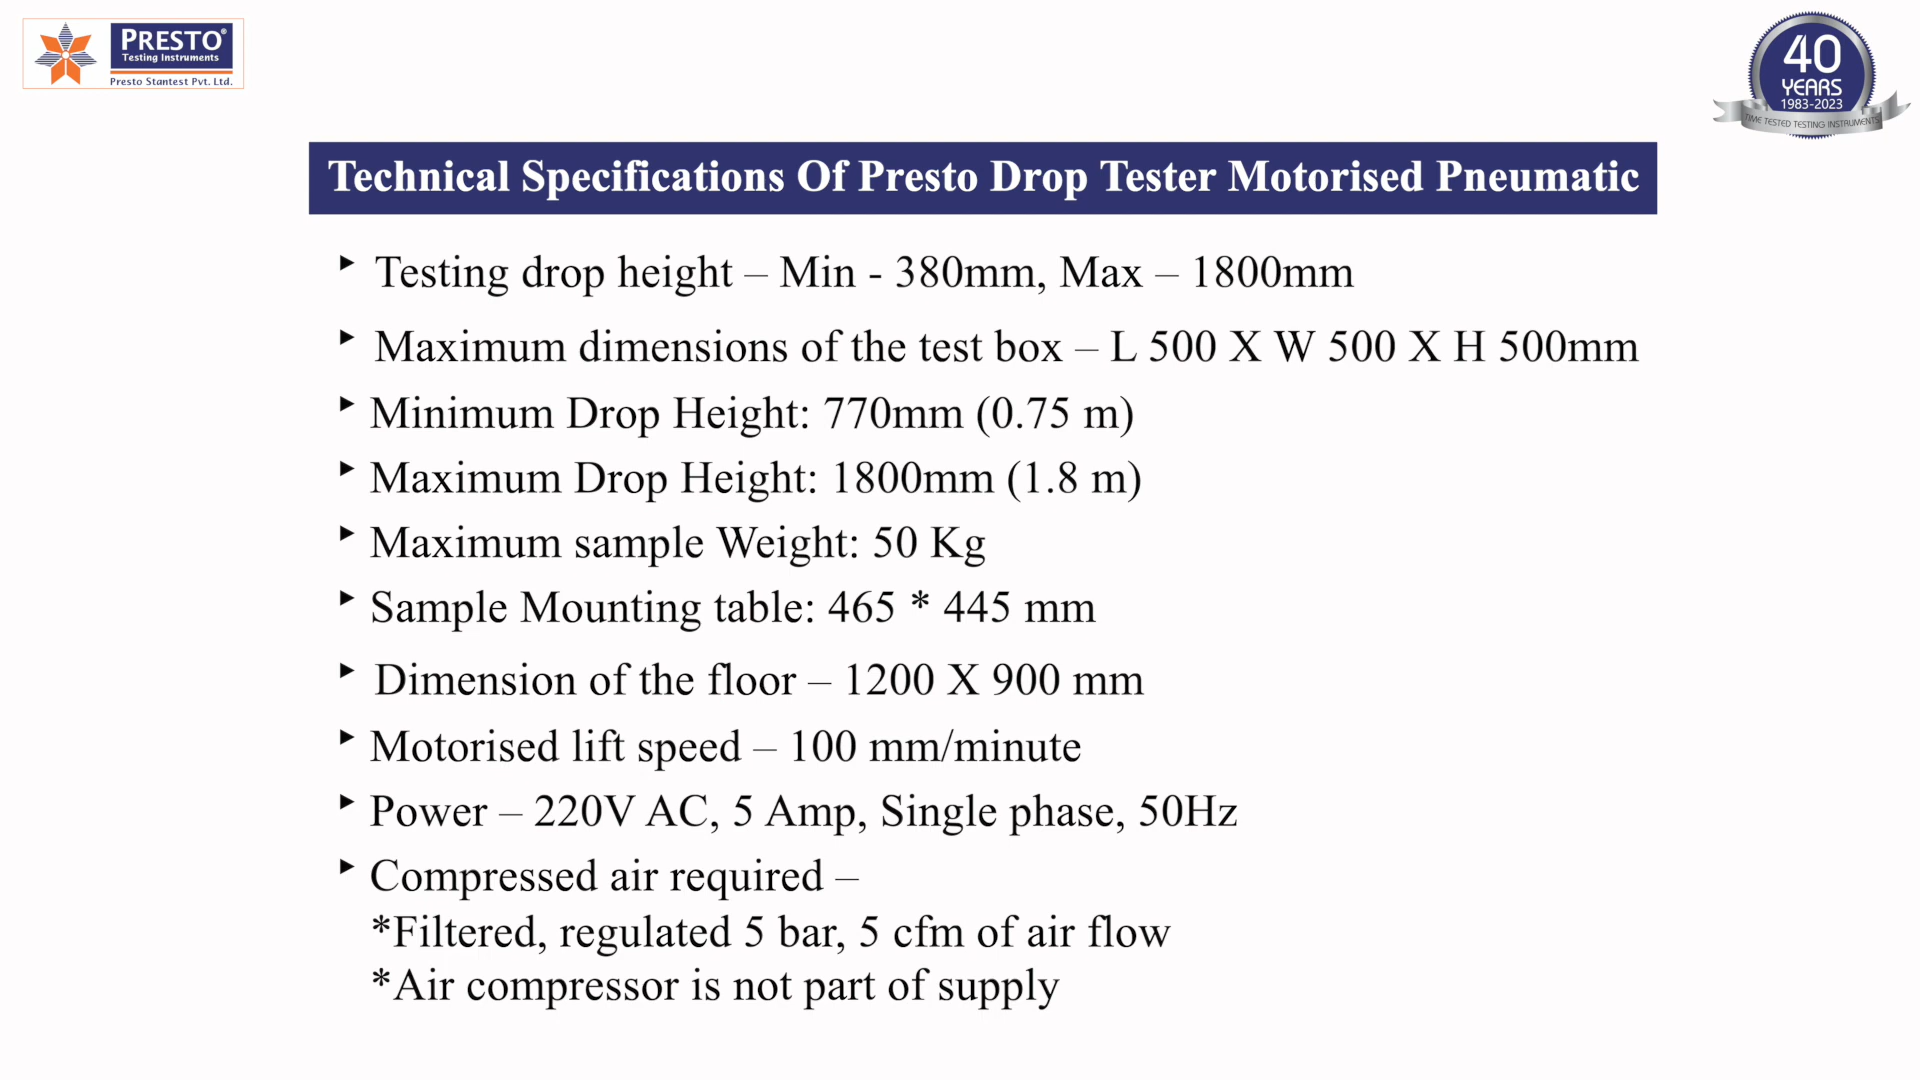 PRESTO®
Testing Instruments
Presto Stantest Pvt. Ltd.
40
YEARS
1983-2023
TIME TESTED TESTING INSTRUMENTS
Technical Specifications Of Presto Drop Tester Motorised Pneumatic
‣ Testing drop height – Min - 380mm, Max – 1800mm
‣ Maximum dimensions of the test box – L 500 X W 500 X H 500mm
‣ Minimum Drop Height: 770mm (0.75 m)
‣ Maximum Drop Height: 1800mm (1.8 m)
‣ Maximum sample Weight: 50 Kg
‣ Sample Mounting table: 465 * 445 mm
‣ Dimension of the floor – 1200 X 900 mm
‣ Motorised lift speed – 100 mm/minute
‣ Power – 220V AC, 5 Amp, Single phase, 50Hz
‣ Compressed air required –
*Filtered, regulated 5 bar, 5 cfm of air flow
*Air compressor is not part of supply